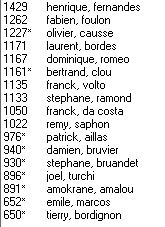 1429 henrique, fernandes
1262 fabien, foulon
1227* olivier, causse
1171 laurent, bordes
1167 dominique, romeo
1161* bertrand, clou
1135 franck, volto
1133 stephane, ramond
1050 franck, da costa
1022 remy, saphon
976* patrick, aillas
940* damien, bruvier
930* stephane, bruandet
896* joel, turchi
891* amokrane, amalou
652* emile, marcos
650* tierry, bordignon